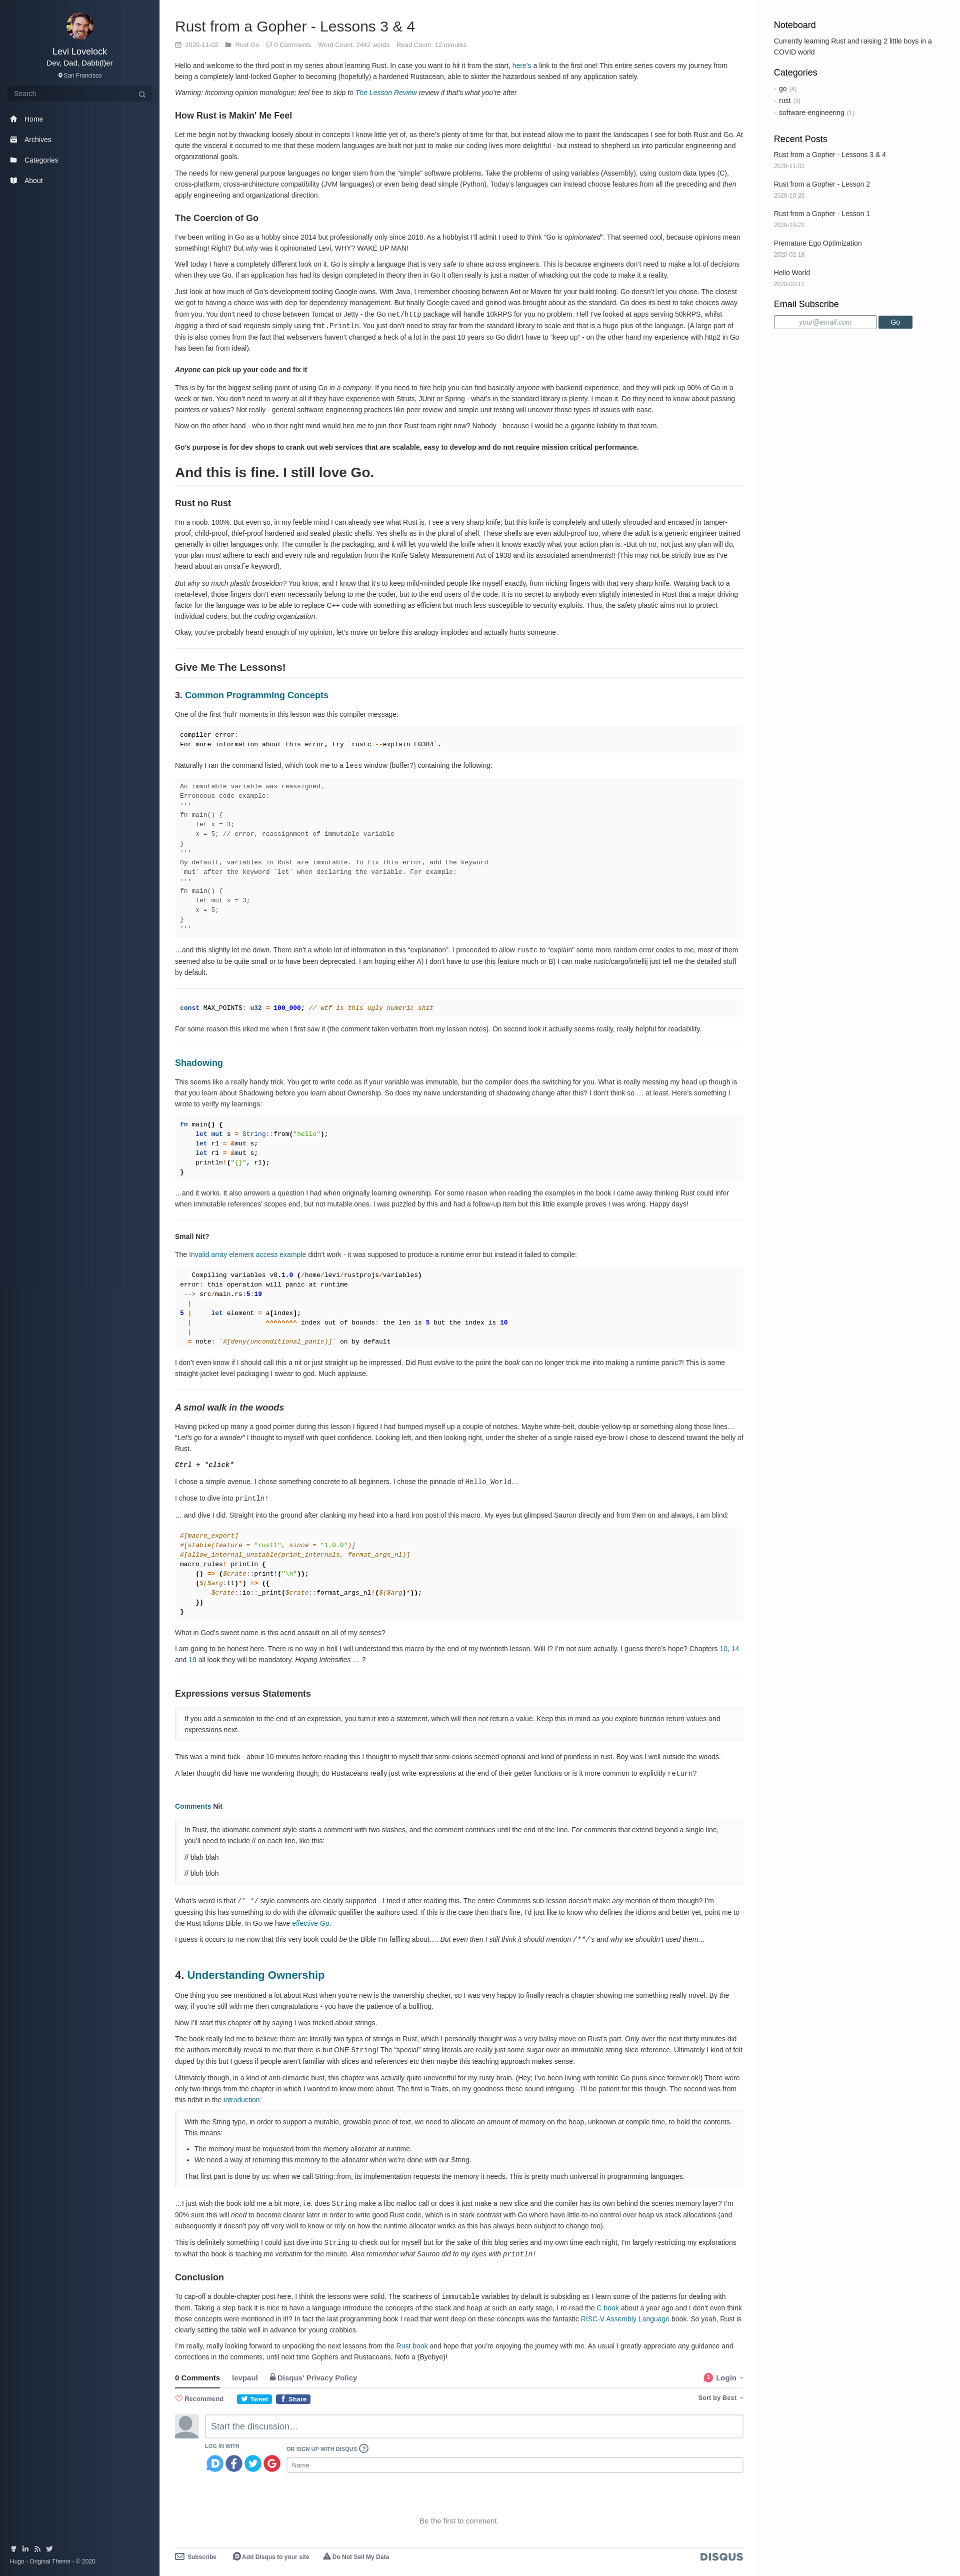 Levi Lovelock
Dev, Dad, Dabb(l)er
San Francisco
Search
Home
Archives
Categories
About
Rust from a Gopher - Lessons 3 & 4
2020-11-02 Rust Go 0 Comments Word Count: 2442 words Read Count: 12 minutes
Hello and welcome to the third post in my series about learning Rust. In case you want to hit it from the start, here's a link to the first one! This entire series covers my journey from
being a completely land-locked Gopher to becoming (hopefully) a hardened Rustacean, able to skitter the hazardous seabed of any application safely.
Warning: Incoming opinion monologue; feel free to skip to The Lesson Review review if that's what you're after
How Rust is Makin' Me Feel
Let me begin not by thwacking loosely about in concepts I know little yet of, as there's plenty of time for that, but instead allow me to paint the landscapes I see for both Rust and Go. At
quite the visceral it occurred to me that these modern languages are built not just to make our coding lives more delightful - but instead to shepherd us into particular engineering and
organizational goals.
The needs for new general purpose languages no longer stem from the "simple" software problems. Take the problems of using variables (Assembly), using custom data types (C),
cross-platform, cross-architecture compatibility (JVM languages) or even being dead simple (Python). Today's languages can instead choose features from all the preceding and then
apply engineering and organizational direction.
The Coercion of Go
I've been writing in Go as a hobby since 2014 but professionally only since 2018. As a hobbyist I'll admit I used to think "Go is opinionated". That seemed cool, because opinions mean
something! Right? But why was it opinionated Levi, WHY? WAKE UP MAN!
Well today I have a completely different look on it. Go is simply a language that is very safe to share across engineers. This is because engineers don't need to make a lot of decisions
when they use Go. If an application has had its design completed in theory then in Go it often really is just a matter of whacking out the code to make it a reality.
Just look at how much of Go's development tooling Google owns. With Java, I remember choosing between Ant or Maven for your build tooling. Go doesn't let you chose. The closest
we got to having a choice was with dep for dependency management. But finally Google caved and gomod was brought about as the standard. Go does its best to take choices away
from you. You don't need to chose between Tomcat or Jetty - the Go net/http package will handle 10kRPS for you no problem. Hell I've looked at apps serving 50kRPS, whilst
logging a third of said requests simply using fmt.Println. You just don't need to stray far from the standard library to scale and that is a huge plus of the language. (A large part of
this is also comes from the fact that webservers haven't changed a heck of a lot in the past 10 years so Go didn't have to "keep up" - on the other hand my experience with http2 in Go
has been far from ideal).
Anyone can pick up your code and fix it
This is by far the biggest selling point of using Go in a company. If you need to hire help you can find basically anyone with backend experience, and they will pick up 90% of Go in a
week or two. You don't need to worry at all if they have experience with Struts, JUnit or Spring - what's in the standard library is plenty. I mean it. Do they need to know about passing
pointers or values? Not really - general software engineering practices like peer review and simple unit testing will uncover those types of issues with ease.
Now on the other hand - who in their right mind would hire me to join their Rust team right now? Nobody - because I would be a gigantic liability to that team.
Go's purpose is for dev shops to crank out web services that are scalable, easy to develop and do not require mission critical performance.
And this is fine. I still love Go.
Rust no Rust
I'm a noob. 100%. But even so, in my feeble mind I can already see what Rust is. I see a very sharp knife; but this knife is completely and utterly shrouded and encased in tamper-
proof, child-proof, thief-proof hardened and sealed plastic shells. Yes shells as in the plural of shell. These shells are even adult-proof too, where the adult is a generic engineer trained
generally in other languages only. The compiler is the packaging, and it will let you wield the knife when it knows exactly what your action plan is. -But oh no, not just any plan will do,
your plan must adhere to each and every rule and regulation from the Knife Safety Measurement Act of 1938 and its associated amendments!! (This may not be strictly true as I've
heard about an unsafe keyword).
But why so much plastic broseidon? You know, and I know that it's to keep mild-minded people like myself exactly, from nicking fingers with that very sharp knife. Warping back to a
meta-level, those fingers don't even necessarily belong to me the coder, but to the end users of the code. It is no secret to anybody even slightly interested in Rust that a major driving
factor for the language was to be able to replace C++ code with something as efficient but much less susceptible to security exploits. Thus, the safety plastic aims not to protect
individual coders, but the coding organization.
Okay, you've probably heard enough of my opinion, let's move on before this analogy implodes and actually hurts someone.
Give Me The Lessons!
3. Common Programming Concepts
One of the first 'huh' moments in this lesson was this compiler message:
compiler error:
For more information about this error, try `rustc --explain E0384`.
Naturally I ran the command listed, which took me to a less window (buffer?) containing the following:
An immutable variable was reassigned.
Erroneous code example:
'''
fn main() {
let x = 3;
x = 5; // error, reassignment of immutable variable
}
'''
By default, variables in Rust are immutable. To fix this error, add the keyword
`mut` after the keyword `let` when declaring the variable. For example:
'''
fn main() {
let mut x = 3;
x = 5;
}
'''
…and this slightly let me down. There isn't a whole lot of information in this "explanation". I proceeded to allow rustc to "explain" some more random error codes to me, most of them
seemed also to be quite small or to have been deprecated. I am hoping either A) I don't have to use this feature much or B) I can make rustc/cargo/intellij just tell me the detailed stuff
by default.
const MAX_POINTS: u32 = 100_000; // wtf is this ugly numeric shit
For some reason this irked me when I first saw it (the comment taken verbatim from my lesson notes). On second look it actually seems really, really helpful for readability.
Shadowing
This seems like a really handy trick. You get to write code as if your variable was immutable, but the compiler does the switching for you. What is really messing my head up though is
that you learn about Shadowing before you learn about Ownership. So does my naive understanding of shadowing change after this? I don't think so … at least. Here's something I
wrote to verify my learnings:
fn main() {
let mut s = String::from("hello");
let r1 = &mut s;
let r1 = &mut s;
println!("{}", r1);
}
…and it works. It also answers a question I had when originally learning ownership. For some reason when reading the examples in the book I came away thinking Rust could infer
when immutable references' scopes end, but not mutable ones. I was puzzled by this and had a follow-up item but this little example proves I was wrong. Happy days!
Small Nit?
The Invalid array element access example didn't work - it was supposed to produce a runtime error but instead it failed to compile:
Compiling variables v0.1.0 (/home/levi/rustprojs/variables)
error: this operation will panic at runtime
--> src/main.rs:5:19
|
5 | let element = a[index];
| ^^^^^^^^ index out of bounds: the len is 5 but the index is 10
|
= note: `#[deny(unconditional_panic)]` on by default
I don't even know if I should call this a nit or just straight up be impressed. Did Rust evolve to the point the book can no longer trick me into making a runtime panic?! This is some
straight-jacket level packaging I swear to god. Much applause.
A smol walk in the woods
Having picked up many a good pointer during this lesson I figured I had bumped myself up a couple of notches. Maybe white-belt, double-yellow-tip or something along those lines…
"Let's go for a wander" I thought to myself with quiet confidence. Looking left, and then looking right, under the shelter of a single raised eye-brow I chose to descend toward the belly of
Rust.
Ctrl + *click*
I chose a simple avenue. I chose something concrete to all beginners. I chose the pinnacle of Hello_World…
I chose to dive into println!
… and dive I did. Straight into the ground after clanking my head into a hard iron post of this macro. My eyes but glimpsed Sauron directly and from then on and always, I am blind:
#[macro_export]
#[stable(feature = "rust1", since = "1.0.0")]
#[allow_internal_unstable(print_internals, format_args_nl)]
macro_rules! println {
() => ($crate::print!("\n"));
($($arg:tt)*) => ({
$crate::io::_print($crate::format_args_nl!($($arg)*));
})
}
What in God's sweet name is this acrid assault on all of my senses?
I am going to be honest here. There is no way in hell I will understand this macro by the end of my twentieth lesson. Will I? I'm not sure actually. I guess there's hope? Chapters 10, 14
and 19 all look they will be mandatory. Hoping Intensifies … ?
Expressions versus Statements
If you add a semicolon to the end of an expression, you turn it into a statement, which will then not return a value. Keep this in mind as you explore function return values and
expressions next.
This was a mind fuck - about 10 minutes before reading this I thought to myself that semi-colons seemed optional and kind of pointless in rust. Boy was I well outside the woods.
A later thought did have me wondering though; do Rustaceans really just write expressions at the end of their getter functions or is it more common to explicitly return?
Comments Nit
In Rust, the idiomatic comment style starts a comment with two slashes, and the comment continues until the end of the line. For comments that extend beyond a single line,
you'll need to include // on each line, like this:
// blah blah
// bloh bloh
What's weird is that /* */ style comments are clearly supported - I tried it after reading this. The entire Comments sub-lesson doesn't make any mention of them though? I'm
guessing this has something to do with the idiomatic qualifier the authors used. If this is the case then that's fine, I'd just like to know who defines the idioms and better yet, point me to
the Rust Idioms Bible. In Go we have effective Go.
I guess it occurs to me now that this very book could be the Bible I'm faffling about…. But even then I still think it should mention /**/'s and why we shouldn't used them…
4. Understanding Ownership
One thing you see mentioned a lot about Rust when you're new is the ownership checker, so I was very happy to finally reach a chapter showing me something really novel. By the
way, if you're still with me then congratulations - you have the patience of a bullfrog.
Now I'll start this chapter off by saying I was tricked about strings.
The book really led me to believe there are literally two types of strings in Rust, which I personally thought was a very ballsy move on Rust's part. Only over the next thirty minutes did
the authors mercifully reveal to me that there is but ONE String! The "special" string literals are really just some sugar over an immutable string slice reference. Ultimately I kind of felt
duped by this but I guess if people aren't familiar with slices and references etc then maybe this teaching approach makes sense.
Ultimately though, in a kind of anti-climactic bust, this chapter was actually quite uneventful for my rusty brain. (Hey; I've been living with terrible Go puns since forever ok!) There were
only two things from the chapter in which I wanted to know more about. The first is Traits, oh my goodness these sound intriguing - I'll be patient for this though. The second was from
this tidbit in the introduction:
With the String type, in order to support a mutable, growable piece of text, we need to allocate an amount of memory on the heap, unknown at compile time, to hold the contents.
This means:
• The memory must be requested from the memory allocator at runtime.
• We need a way of returning this memory to the allocator when we're done with our String.
That first part is done by us: when we call String::from, its implementation requests the memory it needs. This is pretty much universal in programming languages.
…I just wish the book told me a bit more, i.e. does String make a libc malloc call or does it just make a new slice and the comiler has its own behind the scenes memory layer? I'm
90% sure this will need to become clearer later in order to write good Rust code, which is in stark contrast with Go where have little-to-no control over heap vs stack allocations (and
subsequently it doesn't pay off very well to know or rely on how the runtime allocator works as this has always been subject to change too).
This is definitely something I could just dive into String to check out for myself but for the sake of this blog series and my own time each night, I'm largely restricting my explorations
to what the book is teaching me verbatim for the minute. Also remember what Sauron did to my eyes with println!
Conclusion
To cap-off a double-chapter post here, I think the lessons were solid. The scariness of immutable variables by default is subsiding as I learn some of the patterns for dealing with
them. Taking a step back it is nice to have a language introduce the concepts of the stack and heap at such an early stage, I re-read the C book about a year ago and I don't even think
those concepts were mentioned in it!? In fact the last programming book I read that went deep on these concepts was the fantastic RISC-V Assembly Language book. So yeah, Rust is
clearly setting the table well in advance for young crabbies.
I'm really, really looking forward to unpacking the next lessons from the Rust book and hope that you're enjoying the journey with me. As usual I greatly appreciate any guidance and
corrections in the comments, until next time Gophers and Rustaceans, Nofo a (Byebye)!
0 Comments levpaul Disqus' Privacy Policy 1 Login
Recommend Tweet Share Sort by Best
Start the discussion…
LOG IN WITH
OR SIGN UP WITH DISQUS ?
Name
Be the first to comment.
Subscribe Add Disqus to your site Do Not Sell My Data DISQUS
Noteboard
Currently learning Rust and raising 2 little boys in a
COVID world
Categories
go (4)
rust (3)
software-engineering (1)
Recent Posts
Rust from a Gopher - Lessons 3 & 4
2020-11-02
Rust from a Gopher - Lesson 2
2020-10-26
Rust from a Gopher - Lesson 1
2020-10-22
Premature Ego Optimization
2020-02-18
Hello World
2020-02-11
Email Subscribe
your@email.com Go
Hugo - Original Theme - © 2020